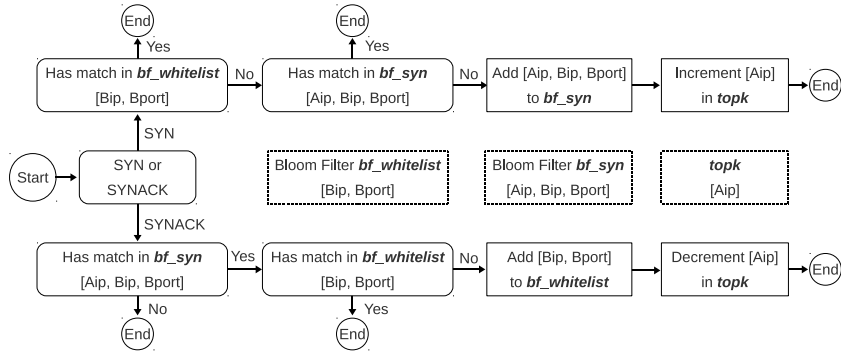 End
End
Yes
Yes
Has match in bf_whitelist
[Bip, Bport]
No
Has match in bf_syn
[Aip, Bip, Bport]
No
Add [Aip, Bip, Bport]
to bf_syn
Increment [Aip]
in topk
End
SYN
Start
SYN or
SYNACK
Bloom Filter bf_whitelist
[Bip, Bport]
Bloom Filter bf_syn
[Aip, Bip, Bport]
topk
[Aip]
SYNACK
Has match in bf_syn
[Aip, Bip, Bport]
Yes
Has match in bf_whitelist
[Bip, Bport]
No
Add [Bip, Bport]
to bf_whitelist
Decrement [Aip]
in topk
End
No
Yes
End
End